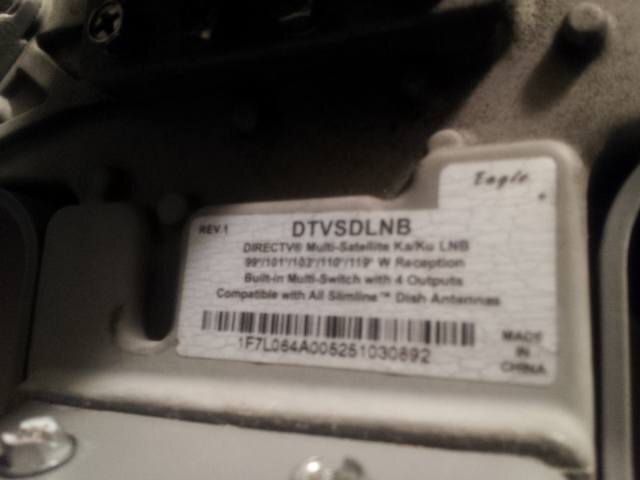 Eagle
REV.1
DTVSDLNB
DIRECTV® Multi-Satellite Ka/Ku LNB
99°/101°/103°/110°/119° W Reception
Built-in Multi-Switch with 4 Outputs
Compatible with All Slimline™ Dish Antennas
1F7L064A005251030892
MADE
IN
CHINA